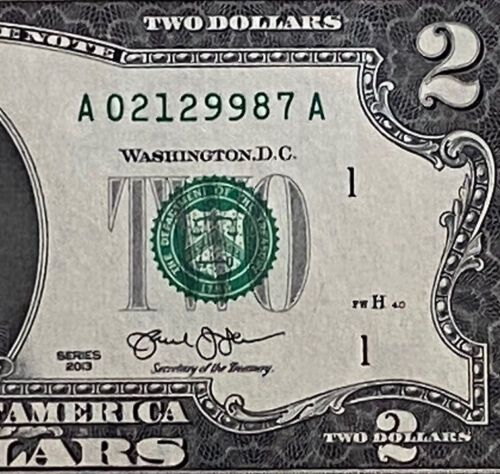 TWO DOLLARS
E NOTE
2
A 02129987 A
WASHINGTON, D.C.
1
TWO
THE DEPARTMENT OF THE TREASURY
1789
FW H 40
1
SERIES
2013
Secretary of the Treasury.
AMERICA
2
TWO DOLLARS
LARS